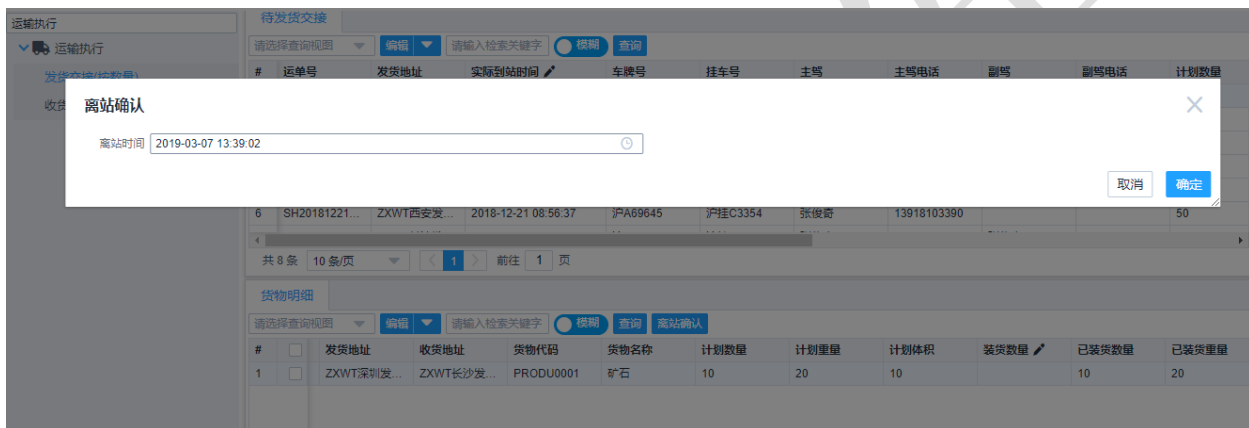 运输执行
待发货交接
运输执行
请选择查询视图 编辑 请输入检索关键字 模糊 查询
# 运单号 发货地址 实际到站时间 车牌号 挂车号 主驾 主驾电话 副驾 副驾电话 计划数量
发货交接(按数量)
收货
离站确认
离站时间 2019-03-07 13:39:02
取消 确定
6 SH20181221... ZXWT西安发... 2018-12-21 08:56:37 沪A69645 沪挂C3354 张俊奇 13918103390 50
共 8 条 10 条/页 1 前往 1 页
货物明细
请选择查询视图 编辑 请输入检索关键字 模糊 查询 离站确认
# 发货地址 收货地址 货物代码 货物名称 计划数量 计划重量 计划体积 装货数量 已装货数量 已装货重量
1 ZXWT深圳发... ZXWT长沙发... PRODU0001 矿石 10 20 10 10 20